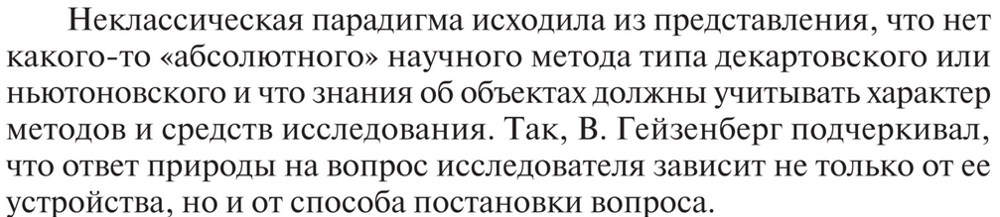 Неклассическая парадигма исходила из представления, что нет
какого-то «абсолютного» научного метода типа декартовского или
ньютоновского и что знания об объектах должны учитывать характер
методов и средств исследования. Так, В. Гейзенберг подчеркивал,
что ответ природы на вопрос исследователя зависит не только от ее
устройства, но и от способа постановки вопроса.